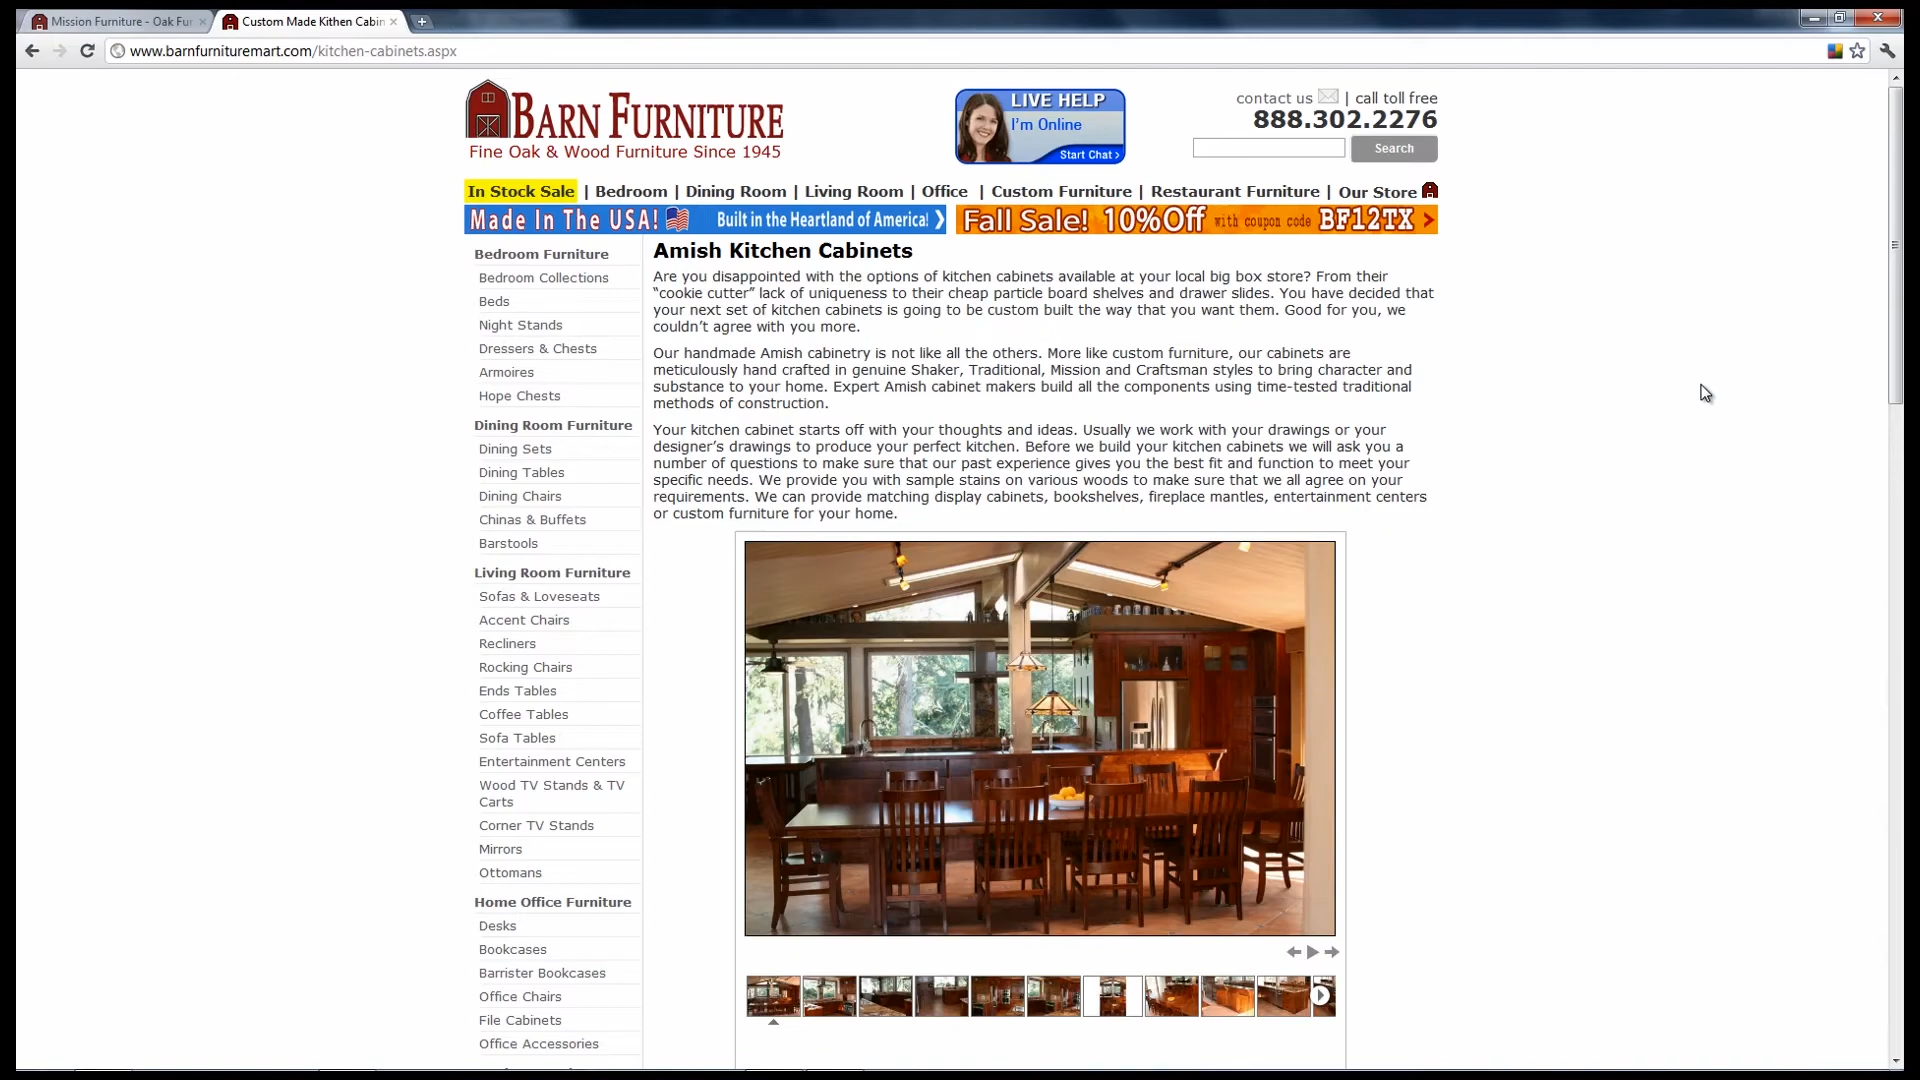 Mission Furniture - Oak Fur
Custom Made Kithen Cabin
www.barnfurnituremart.com/kitchen-cabinets.aspx
BARN FURNITURE
Fine Oak & Wood Furniture Since 1945
LIVE HELP
I'm Online
Start Chat ›
contact us | call toll free
888.302.2276
Search
In Stock Sale | Bedroom | Dining Room | Living Room | Office | Custom Furniture | Restaurant Furniture | Our Store
Made In The USA! Built in the Heartland of America! ❯
Fall Sale! 10%Off with coupon code BF12TX >
Bedroom Furniture
Bedroom Collections
Beds
Night Stands
Dressers & Chests
Armoires
Hope Chests
Dining Room Furniture
Dining Sets
Dining Tables
Dining Chairs
Chinas & Buffets
Barstools
Living Room Furniture
Sofas & Loveseats
Accent Chairs
Recliners
Rocking Chairs
Ends Tables
Coffee Tables
Sofa Tables
Entertainment Centers
Wood TV Stands & TV
Carts
Corner TV Stands
Mirrors
Ottomans
Home Office Furniture
Desks
Bookcases
Barrister Bookcases
Office Chairs
File Cabinets
Office Accessories
Amish Kitchen Cabinets
Are you disappointed with the options of kitchen cabinets available at your local big box store? From their
“cookie cutter” lack of uniqueness to their cheap particle board shelves and drawer slides. You have decided that
your next set of kitchen cabinets is going to be custom built the way that you want them. Good for you, we
couldn’t agree with you more.
Our handmade Amish cabinetry is not like all the others. More like custom furniture, our cabinets are
meticulously hand crafted in genuine Shaker, Traditional, Mission and Craftsman styles to bring character and
substance to your home. Expert Amish cabinet makers build all the components using time-tested traditional
methods of construction.
Your kitchen cabinet starts off with your thoughts and ideas. Usually we work with your drawings or your
designer’s drawings to produce your perfect kitchen. Before we build your kitchen cabinets we will ask you a
number of questions to make sure that our past experience gives you the best fit and function to meet your
specific needs. We provide you with sample stains on various woods to make sure that we all agree on your
requirements. We can provide matching display cabinets, bookshelves, fireplace mantles, entertainment centers
or custom furniture for your home.